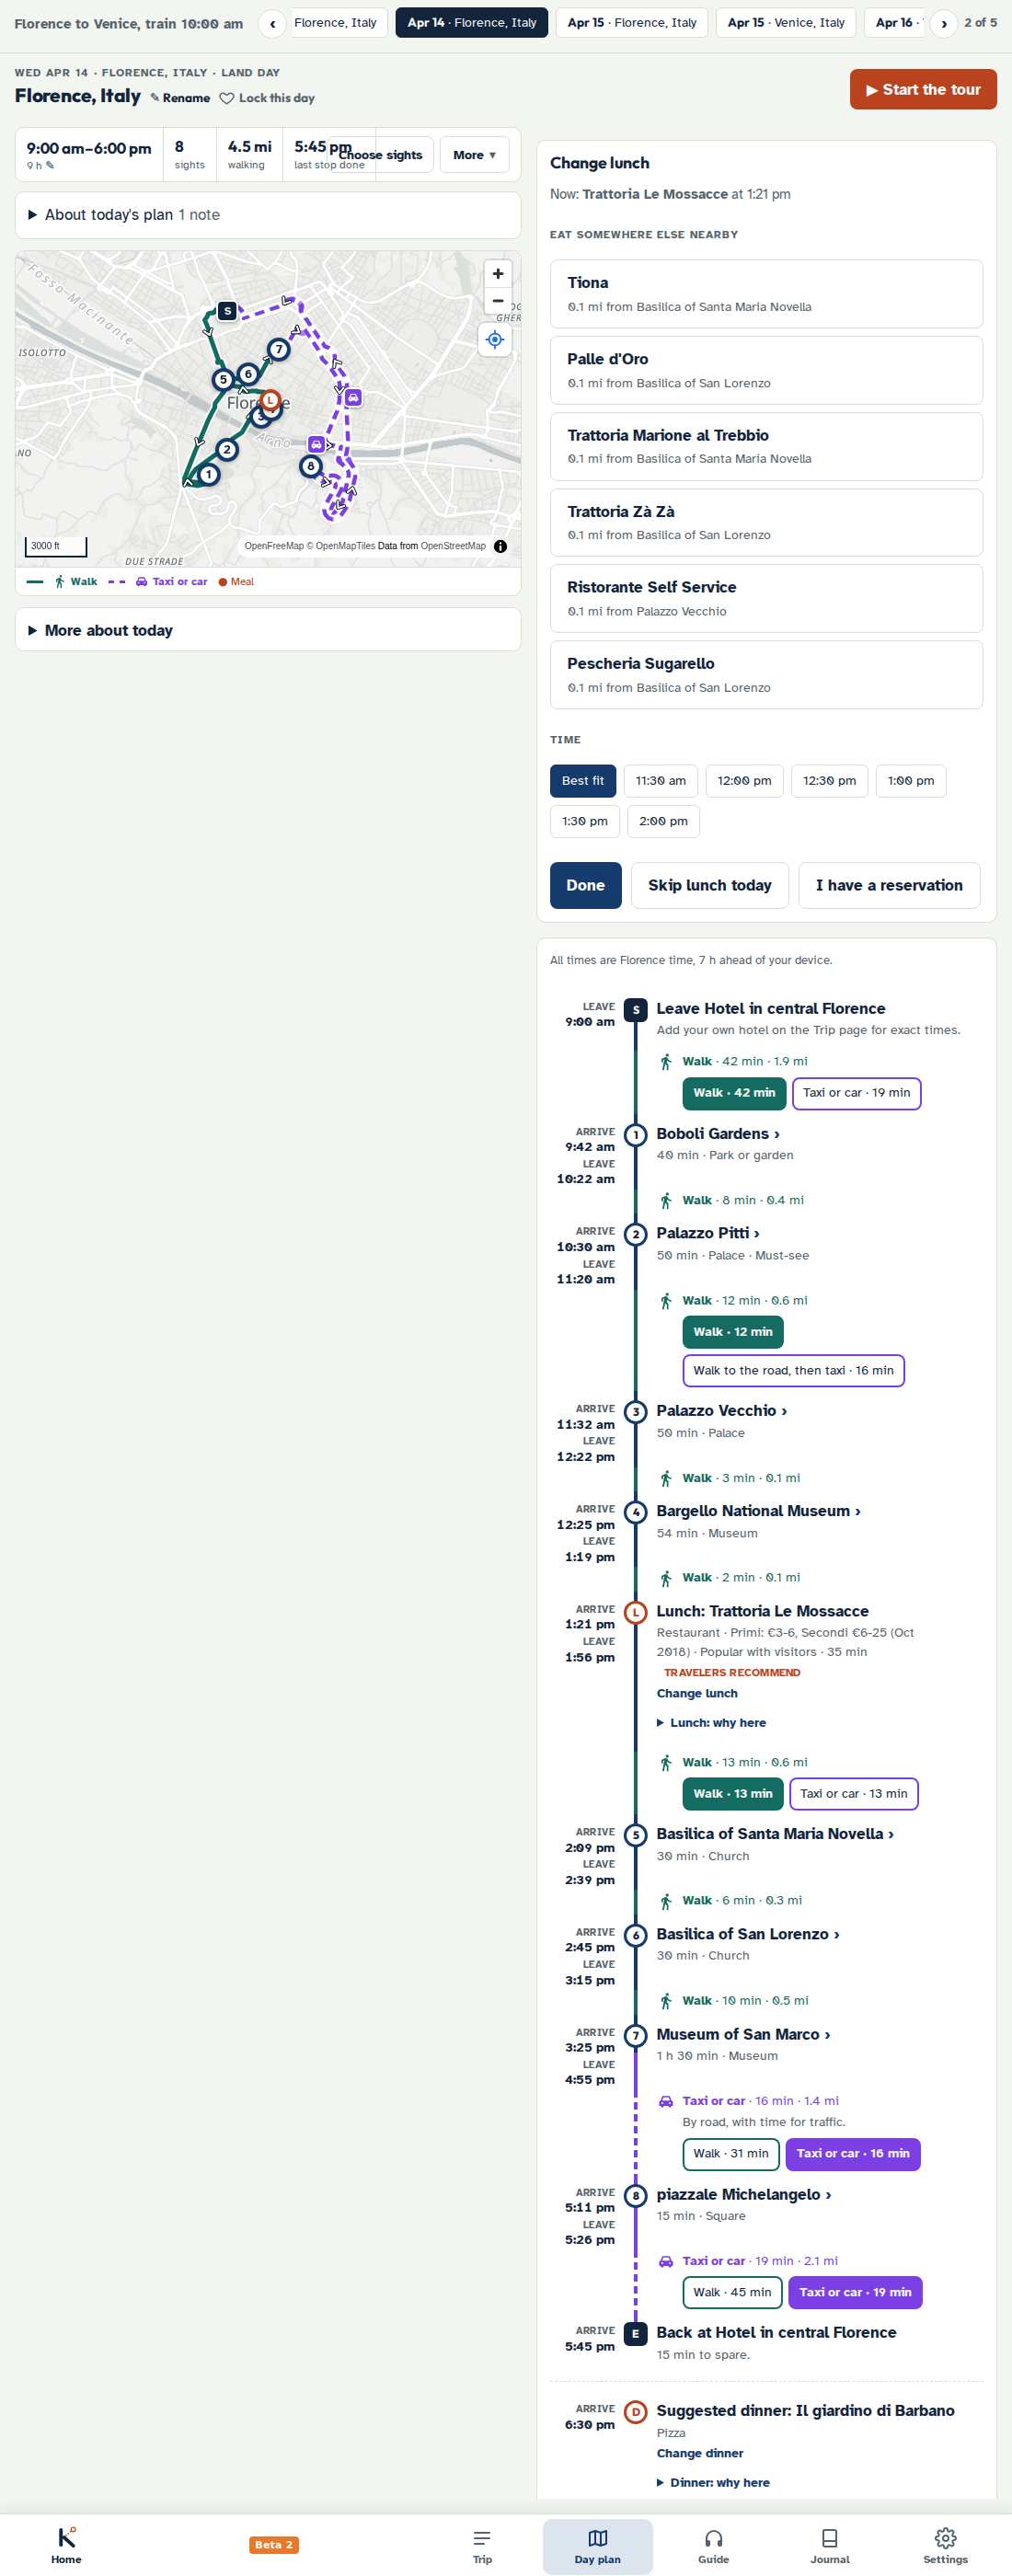 Florence to Venice, train 10:00 am
‹
Florence, Italy
Apr 14 · Florence, Italy
Apr 15 · Florence, Italy
Apr 15 · Venice, Italy
Apr 16 ·
›
2 of 5
WED APR 14 · FLORENCE, ITALY · LAND DAY
Florence, Italy ✎ Rename ♡ Lock this day
▶ Start the tour
9:00 am–6:00 pm
9 h ✎
8
sights
4.5 mi
walking
5:45 pm
last stop done
Choose sights
More ▼
▶ About today's plan 1 note
Fosso Macinante
ISOLOTTO
Arno
DUE STRADE
S
7
6
5
L
3
2
1
8
+
−
3000 ft
OpenFreeMap © OpenMapTiles Data from OpenStreetMap
Walk
Taxi or car
Meal
▶ More about today
Change lunch
Now: Trattoria Le Mossacce at 1:21 pm
EAT SOMEWHERE ELSE NEARBY
Tiona
0.1 mi from Basilica of Santa Maria Novella
Palle d'Oro
0.1 mi from Basilica of San Lorenzo
Trattoria Marione al Trebbio
0.1 mi from Basilica of Santa Maria Novella
Trattoria Zà Zà
0.1 mi from Basilica of San Lorenzo
Ristorante Self Service
0.1 mi from Palazzo Vecchio
Pescheria Sugarello
0.1 mi from Basilica of San Lorenzo
TIME
Best fit
11:30 am
12:00 pm
12:30 pm
1:00 pm
1:30 pm
2:00 pm
Done
Skip lunch today
I have a reservation
All times are Florence time, 7 h ahead of your device.
LEAVE
9:00 am
S
Leave Hotel in central Florence
Add your own hotel on the Trip page for exact times.
Walk · 42 min · 1.9 mi
Walk · 42 min
Taxi or car · 19 min
ARRIVE
9:42 am
LEAVE
10:22 am
1
Boboli Gardens ›
40 min · Park or garden
Walk · 8 min · 0.4 mi
ARRIVE
10:30 am
LEAVE
11:20 am
2
Palazzo Pitti ›
50 min · Palace · Must-see
Walk · 12 min · 0.6 mi
Walk · 12 min
Walk to the road, then taxi · 16 min
ARRIVE
11:32 am
LEAVE
12:22 pm
3
Palazzo Vecchio ›
50 min · Palace
Walk · 3 min · 0.1 mi
ARRIVE
12:25 pm
LEAVE
1:19 pm
4
Bargello National Museum ›
54 min · Museum
Walk · 2 min · 0.1 mi
ARRIVE
1:21 pm
LEAVE
1:56 pm
L
Lunch: Trattoria Le Mossacce
Restaurant · Primi: €3-6, Secondi €6-25 (Oct
2018) · Popular with visitors · 35 min
TRAVELERS RECOMMEND
Change lunch
▶ Lunch: why here
Walk · 13 min · 0.6 mi
Walk · 13 min
Taxi or car · 13 min
ARRIVE
2:09 pm
LEAVE
2:39 pm
5
Basilica of Santa Maria Novella ›
30 min · Church
Walk · 6 min · 0.3 mi
ARRIVE
2:45 pm
LEAVE
3:15 pm
6
Basilica of San Lorenzo ›
30 min · Church
Walk · 10 min · 0.5 mi
ARRIVE
3:25 pm
LEAVE
4:55 pm
7
Museum of San Marco ›
1 h 30 min · Museum
Taxi or car · 16 min · 1.4 mi
By road, with time for traffic.
Walk · 31 min
Taxi or car · 16 min
ARRIVE
5:11 pm
LEAVE
5:26 pm
8
piazzale Michelangelo ›
15 min · Square
Taxi or car · 19 min · 2.1 mi
Walk · 45 min
Taxi or car · 19 min
ARRIVE
5:45 pm
E
Back at Hotel in central Florence
15 min to spare.
ARRIVE
6:30 pm
D
Suggested dinner: Il giardino di Barbano
Pizza
Change dinner
▶ Dinner: why here
Home
Beta 2
Trip
Day plan
Guide
Journal
Settings